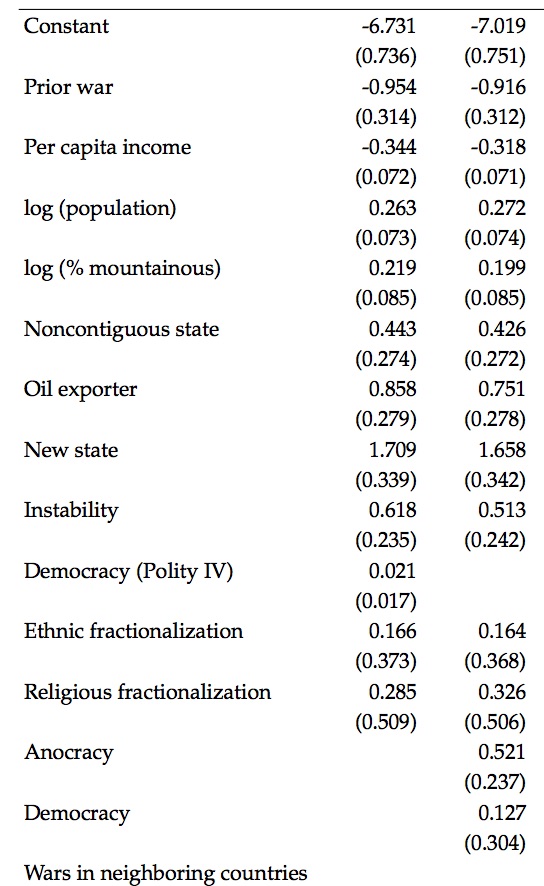 Constant -6.731 -7.019
(0.736) (0.751)
Prior war -0.954 -0.916
(0.314) (0.312)
Per capita income -0.344 -0.318
(0.072) (0.071)
log (population) 0.263 0.272
(0.073) (0.074)
log (% mountainous) 0.219 0.199
(0.085) (0.085)
Noncontiguous state 0.443 0.426
(0.274) (0.272)
Oil exporter 0.858 0.751
(0.279) (0.278)
New state 1.709 1.658
(0.339) (0.342)
Instability 0.618 0.513
(0.235) (0.242)
Democracy (Polity IV) 0.021
(0.017)
Ethnic fractionalization 0.166 0.164
(0.373) (0.368)
Religious fractionalization 0.285 0.326
(0.509) (0.506)
Anocracy 0.521
(0.237)
Democracy 0.127
(0.304)
Wars in neighboring countries